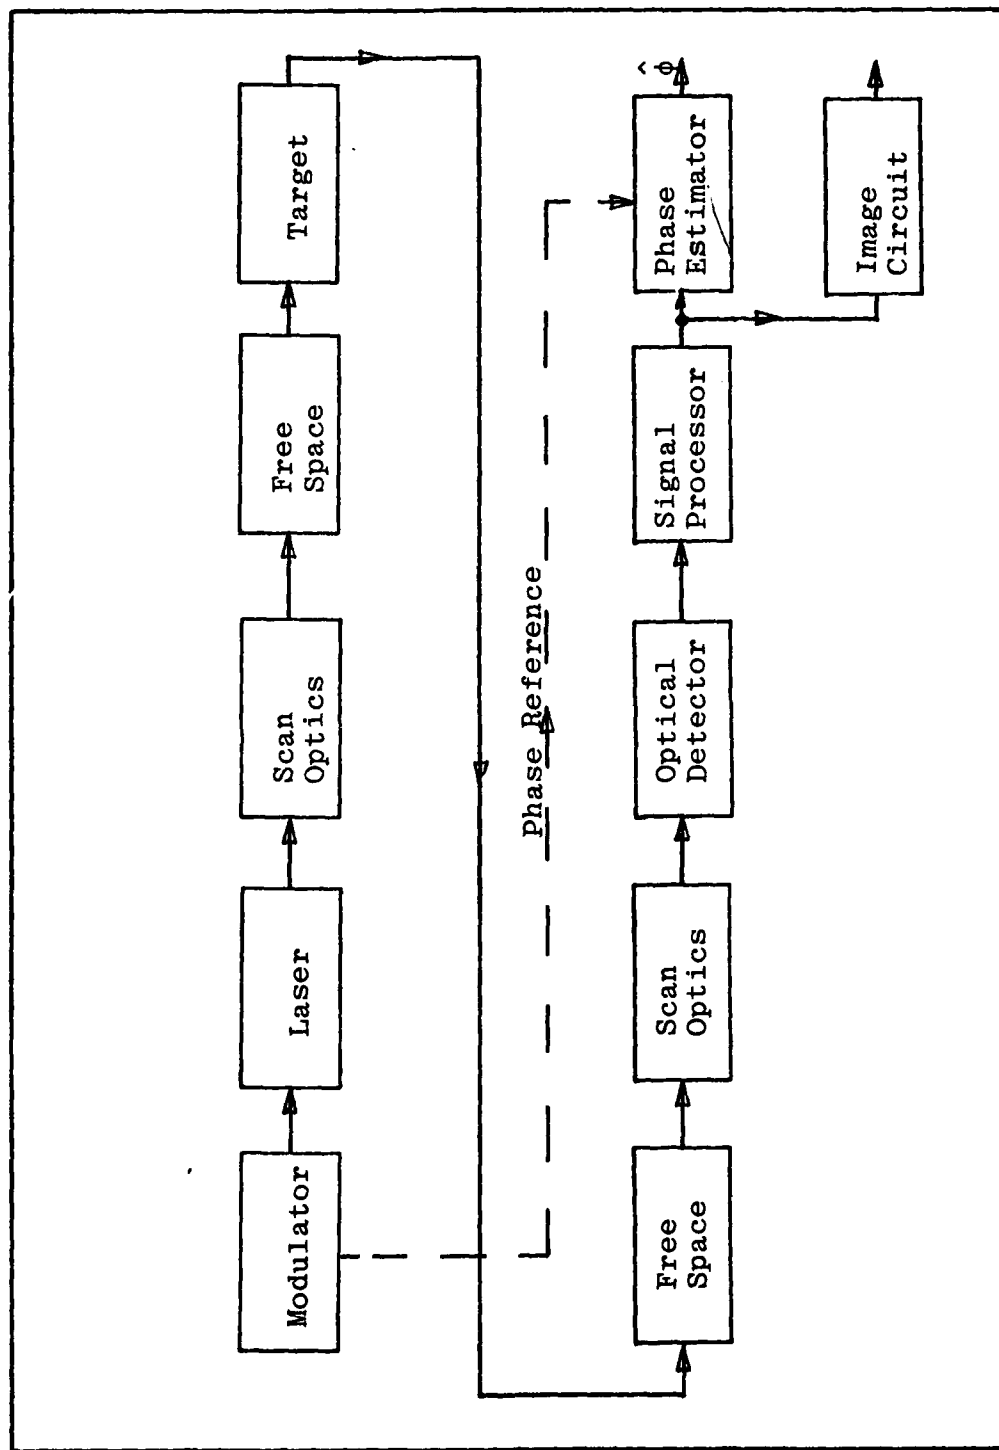 Modulator
Laser
Scan
Optics
Free
Space
Target
Phase Reference
Free
Space
Scan
Optics
Optical
Detector
Signal
Processor
Phase
Estimator
ϕ̂
Image
Circuit